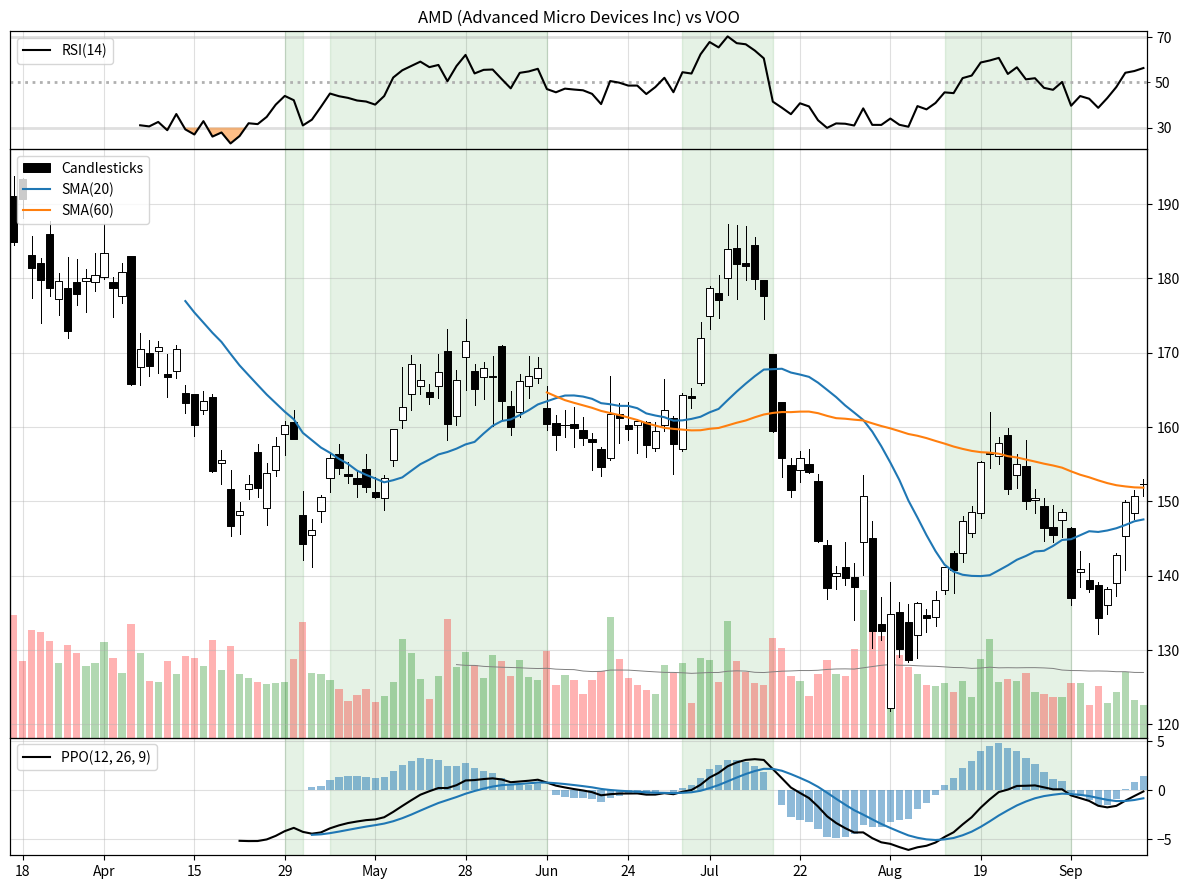 AMD (Advanced Micro Devices Inc) vs VOO
RSI(14)
70
50
30
Candlesticks
SMA(20)
SMA(60)
190
180
170
160
150
140
130
120
PPO(12, 26, 9)
5
0
−5
18 Apr 15 29 May 28 Jun 24 Jul 22 Aug 19 Sep